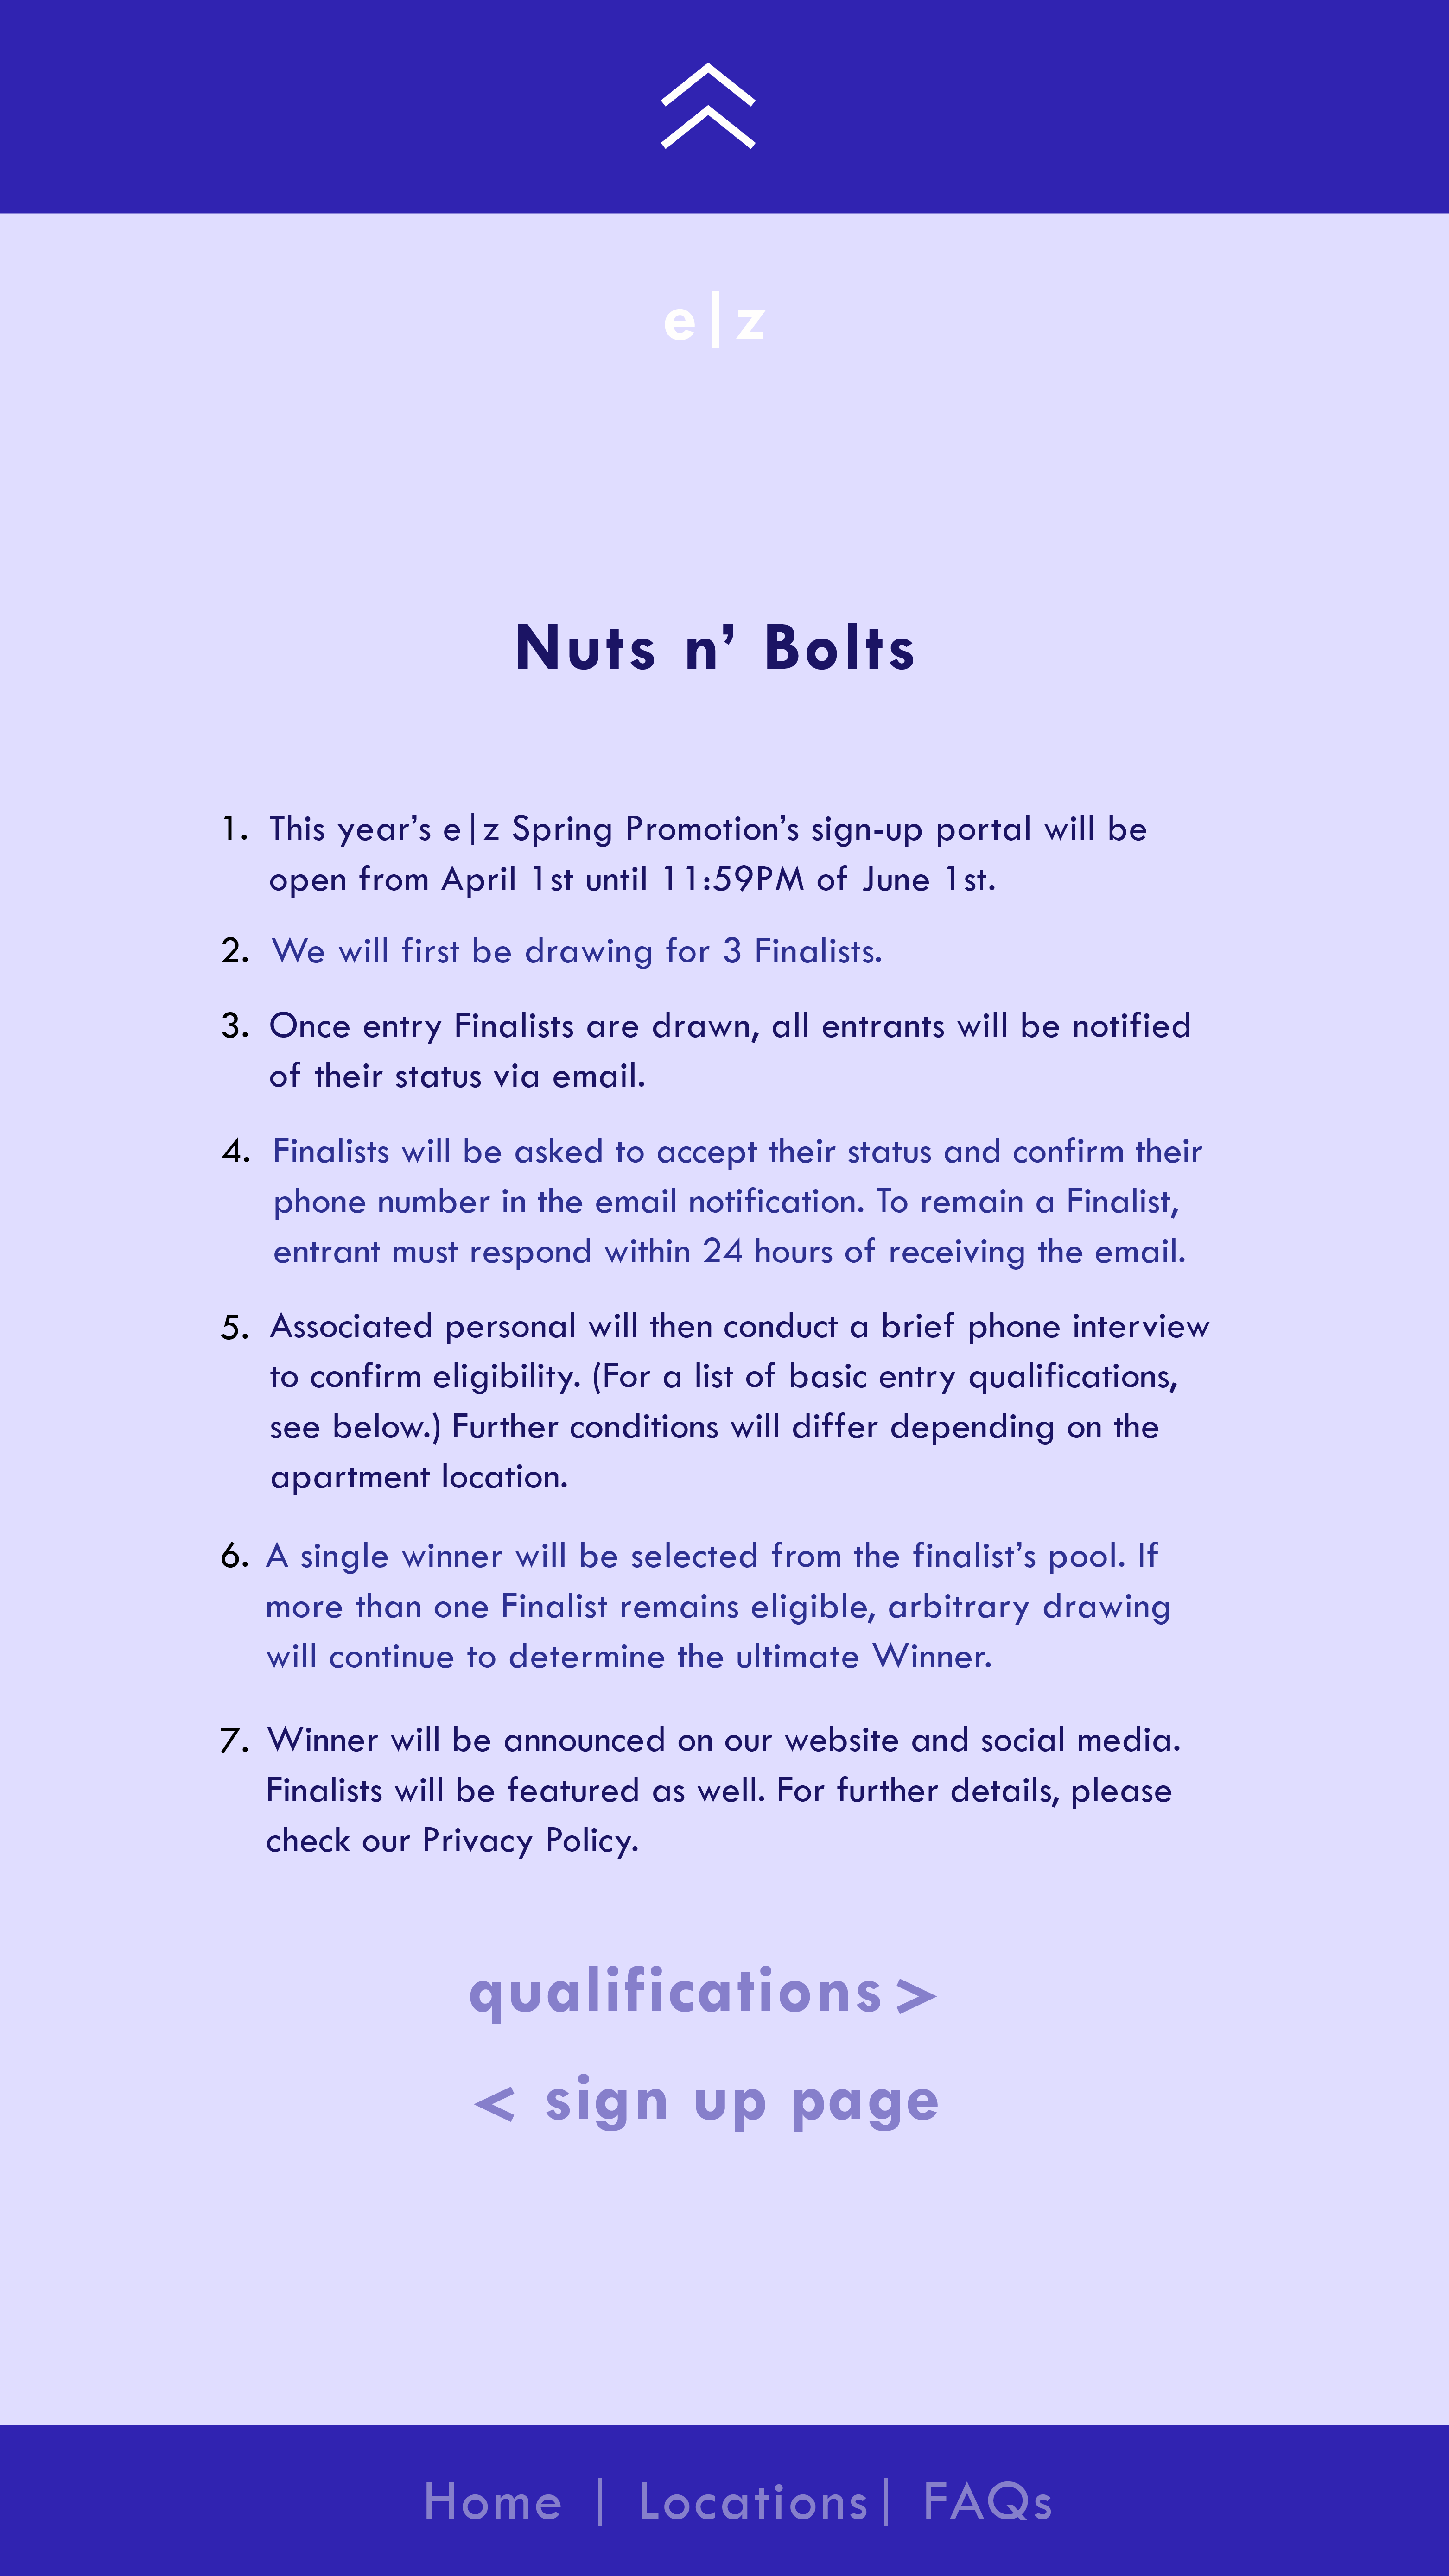 e|z
Nuts n’ Bolts
1. This year’s e|z Spring Promotion’s sign-up portal will be
open from April 1st until 11:59PM of June 1st.
2. We will first be drawing for 3 Finalists.
3. Once entry Finalists are drawn, all entrants will be notified
of their status via email.
4. Finalists will be asked to accept their status and confirm their
phone number in the email notification. To remain a Finalist,
entrant must respond within 24 hours of receiving the email.
5. Associated personal will then conduct a brief phone interview
to confirm eligibility. (For a list of basic entry qualifications,
see below.) Further conditions will differ depending on the
apartment location.
6. A single winner will be selected from the finalist’s pool. If
more than one Finalist remains eligible, arbitrary drawing
will continue to determine the ultimate Winner.
7. Winner will be announced on our website and social media.
Finalists will be featured as well. For further details, please
check our Privacy Policy.
qualifications >
< sign up page
Home | Locations | FAQs